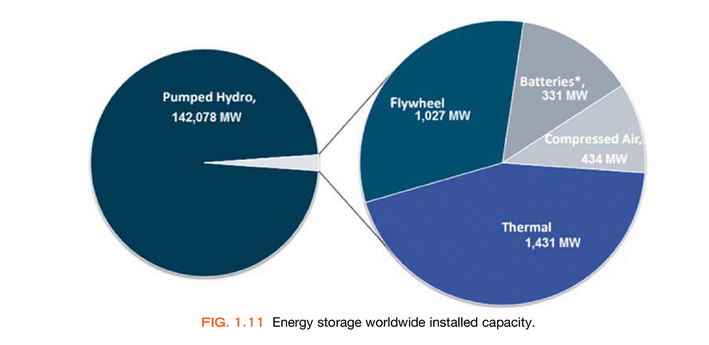 Pumped Hydro,
142,078 MW
Flywheel
1,027 MW
Batteries*,
331 MW
Compressed Air,
434 MW
Thermal
1,431 MW
FIG. 1.11 Energy storage worldwide installed capacity.